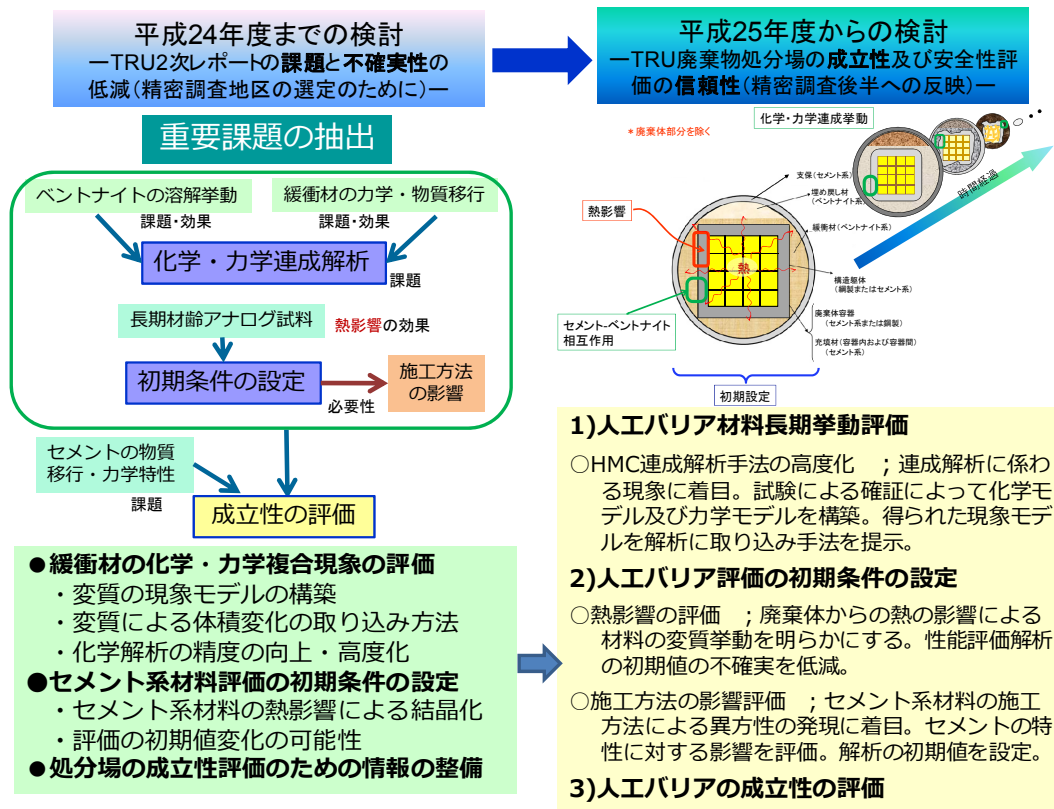 平成24年度までの検討
ーTRU2次レポートの課題と不確実性の
低減(精密調査地区の選定のために)ー
平成25年度からの検討
ーTRU廃棄物処分場の成立性及び安全性評
価の信頼性(精密調査後半への反映)ー
重要課題の抽出
ベントナイトの溶解挙動
緩衝材の力学・物質移行
課題・効果
課題・効果
化学・力学連成解析
課題
長期材齢アナログ試料
熱影響の効果
初期条件の設定
必要性
施工方法
の影響
セメントの物質
移行・力学特性
課題
成立性の評価
●緩衝材の化学・力学複合現象の評価
・変質の現象モデルの構築
・変質による体積変化の取り込み方法
・化学解析の精度の向上・高度化
●セメント系材料評価の初期条件の設定
・セメント系材料の熱影響による結晶化
・評価の初期値変化の可能性
●処分場の成立性評価のための情報の整備
*廃棄体部分を除く
化学・力学連成挙動
時間経過
支保(セメント系)
埋め戻し材
(ベントナイト系)
緩衝材(ベントナイト系)
熱影響
熱
構造躯体
(鋼製またはセメント系)
廃棄体容器
(セメント系または鋼製)
充填材(容器内および容器間)
(セメント系)
セメント-ベントナイト
相互作用
初期設定
1)人工バリア材料長期挙動評価
○HMC連成解析手法の高度化 ;連成解析に係わ
る現象に着目。試験による確証によって化学モ
デル及び力学モデルを構築。得られた現象モデ
ルを解析に取り込み手法を提示。
2)人工バリア評価の初期条件の設定
○熱影響の評価 ;廃棄体からの熱の影響による
材料の変質挙動を明らかにする。性能評価解析
の初期値の不確実を低減。
○施工方法の影響評価 ;セメント系材料の施工
方法による異方性の発現に着目。セメントの特
性に対する影響を評価。解析の初期値を設定。
3)人工バリアの成立性の評価